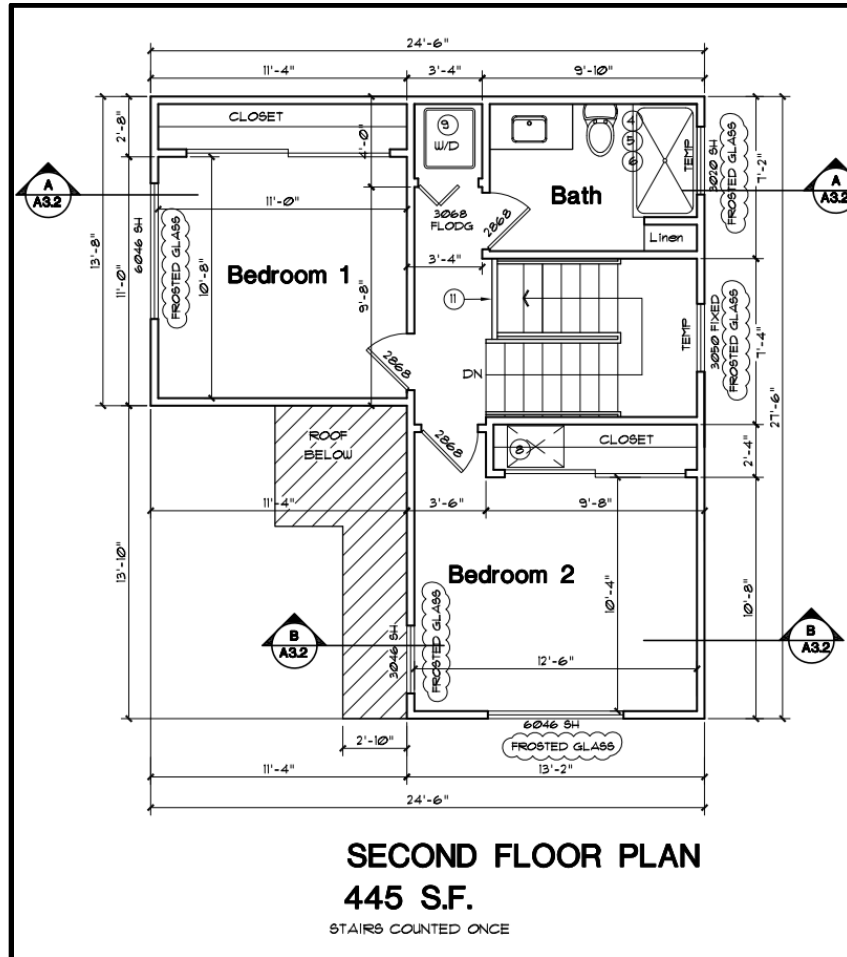 24'-6"
11'-4"
3'-4"
9'-10"
2'-8"
CLOSET
4'-0"
9
W/D
4
5
6
TEMP
3020 SH
FROSTED GLASS
7'-2"
A
A3.2
A
A3.2
Bath
3068
FLODG
2868
11'-0"
Linen
6046 SH
FROSTED GLASS
13'-8"
11'-0"
10'-8"
Bedroom 1
9'-8"
3'-4"
11
TEMP
3050 FIXED
FROSTED GLASS
7'-4"
27'-6"
2868
DN
ROOF
BELOW
2868
8
CLOSET
2'-4"
11'-4"
3'-6"
9'-8"
13'-10"
Bedroom 2
10'-4"
10'-8"
B
A3.2
3046 SH
FROSTED GLASS
B
A3.2
12'-6"
6046 SH
FROSTED GLASS
2'-10"
11'-4"
13'-2"
24'-6"
SECOND FLOOR PLAN
445 S.F.
STAIRS COUNTED ONCE